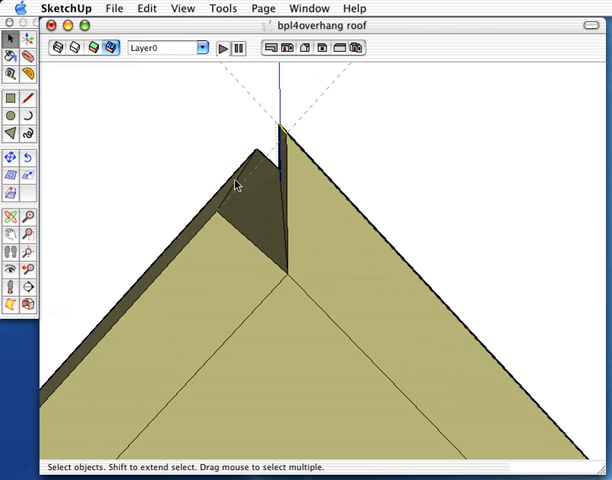 SketchUp File Edit View Tools Page Window Help
bpl4overhang roof
Layer0
Select objects. Shift to extend select. Drag mouse to select multiple.